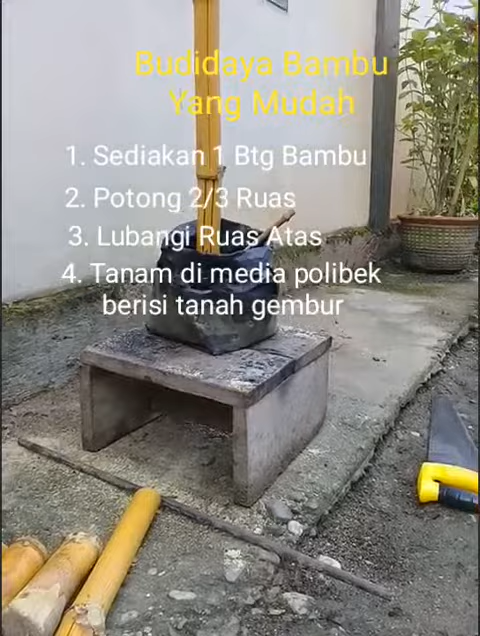 Budidaya Bambu
Yang Mudah
1. Sediakan 1 Btg Bambu
2. Potong 2/3 Ruas
3. Lubangi Ruas Atas
4. Tanam di media polibek
berisi tanah gembur